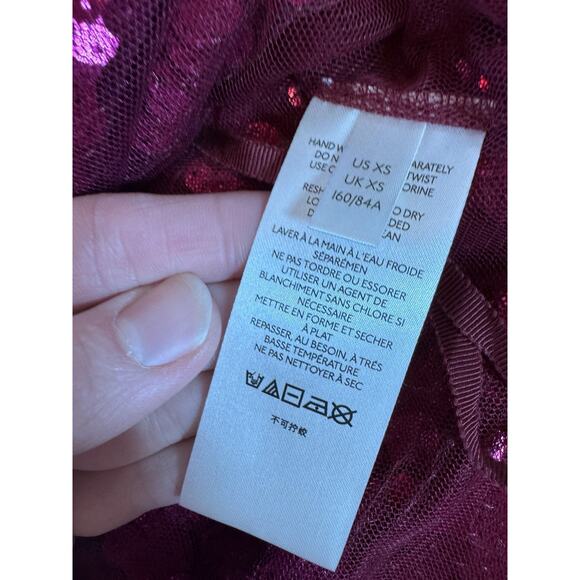 US XS
UK XS
160/84A
HAND
ARATELY
DO N
TWIST
USE C
ORINE
RESH
O DRY
LO
DED
D
EAN
LAVER À LA MAIN À L'EAU FROIDE
SÉPARÉMEN
NE PAS TORDRE OU ESSORER
UTILISER UN AGENT DE
BLANCHIMENT SANS CHLORE SI
NÉCESSAIRE
METTRE EN FORME ET SECHER
À PLAT
REPASSER, AU BESOIN, À TRÉS
BASSE TEMPÉRATURE
NE PAS NETTOYER À SEC
不可拧绞